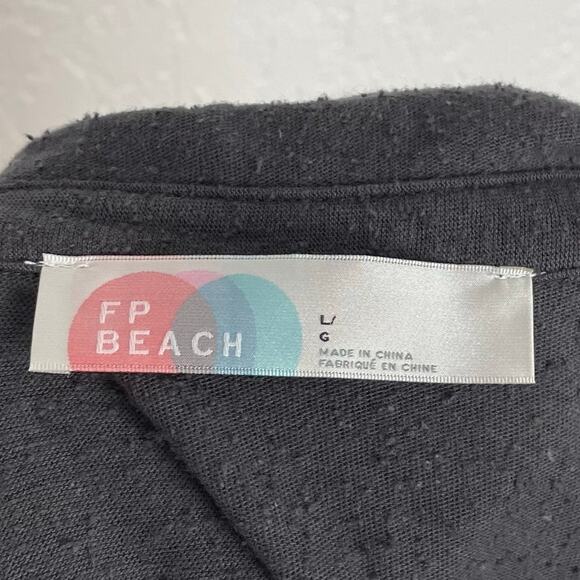 FP
BEACH
L/
G
MADE IN CHINA
FABRIQUÉ EN CHINE